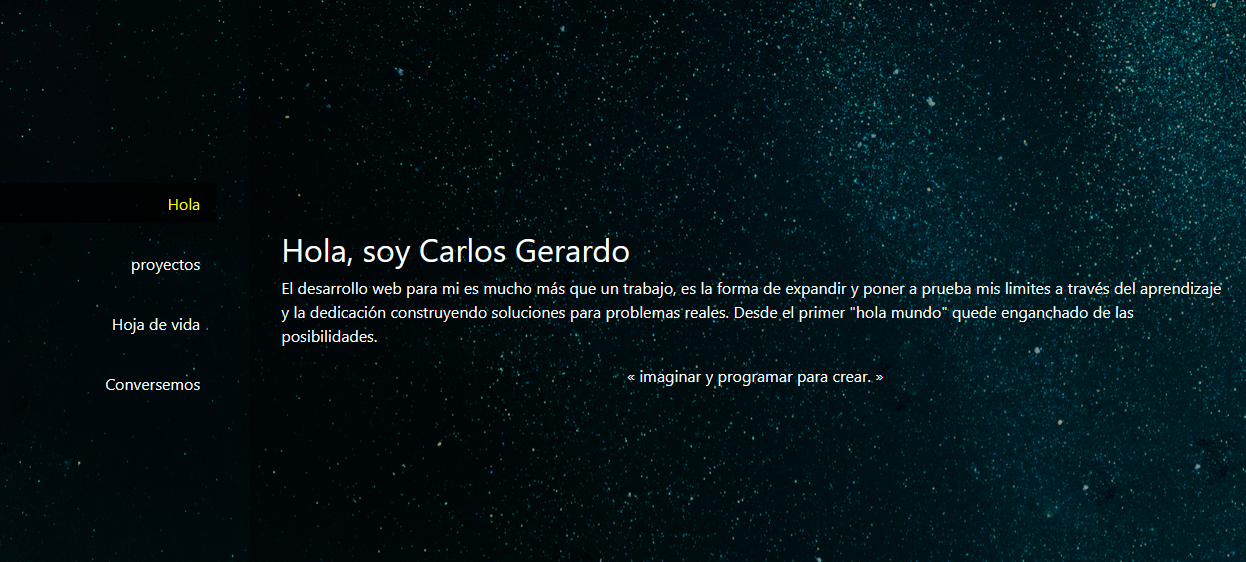 Hola
proyectos
Hoja de vida
Conversemos
Hola, soy Carlos Gerardo
El desarrollo web para mi es mucho más que un trabajo, es la forma de expandir y poner a prueba mis limites a través del aprendizaje
y la dedicación construyendo soluciones para problemas reales. Desde el primer "hola mundo" quede enganchado de las
posibilidades.
« imaginar y programar para crear. »